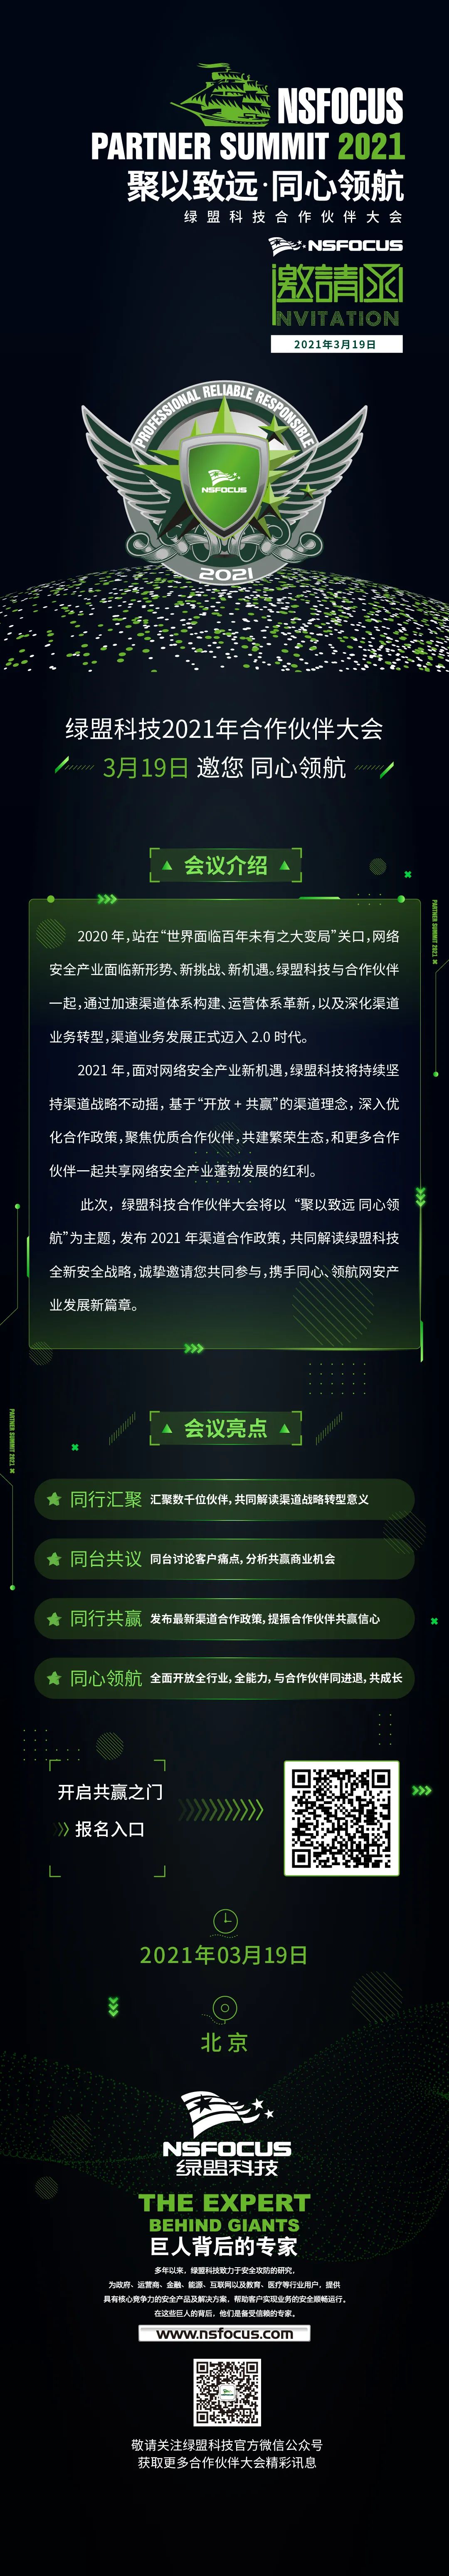 NSFOCUS
PARTNER SUMMIT 2021
聚以致远·同心领航
绿盟科技合作伙伴大会
NSFOCUS
邀請函
INVITATION
2021年3月19日
PROFESSIONAL RELIABLE RESPONSIBLE
NSFOCUS
2021
绿盟科技2021年合作伙伴大会
3月19日 邀您 同心领航
会议介绍
PARTNER SUMMIT 2021
2020 年,站在“世界面临百年未有之大变局”关口,网络
安全产业面临新形势、新挑战、新机遇。绿盟科技与合作伙伴
一起,通过加速渠道体系构建、运营体系革新,以及深化渠道
业务转型,渠道业务发展正式迈入 2.0 时代。
2021 年,面对网络安全产业新机遇,绿盟科技将持续坚
持渠道战略不动摇，基于“开放 + 共赢”的渠道理念，深入优
化合作政策,聚焦优质合作伙伴,共建繁荣生态,和更多合作
伙伴一起共享网络安全产业蓬勃发展的红利。
此次，绿盟科技合作伙伴大会将以 “聚以致远 同心领
航”为主题，发布 2021 年渠道合作政策，共同解读绿盟科技
全新安全战略,诚挚邀请您共同参与,携手同心、领航网安产
业发展新篇章。
PARTNER SUMMIT 2021
会议亮点
同行汇聚 汇聚数千位伙伴,共同解读渠道战略转型意义
同台共议 同台讨论客户痛点,分析共赢商业机会
同行共赢 发布最新渠道合作政策,提振合作伙伴共赢信心
同心领航 全面开放全行业,全能力,与合作伙伴同进退,共成长
开启共赢之门
报名入口
2021年03月19日
北京
NSFOCUS
绿盟科技
THE EXPERT
BEHIND GIANTS
巨人背后的专家
多年以来，绿盟科技致力于安全攻防的研究，
为政府、运营商、金融、能源、互联网以及教育、医疗等行业用户，提供
具有核心竞争力的安全产品及解决方案，帮助客户实现业务的安全顺畅运行。
在这些巨人的背后，他们是备受信赖的专家。
www.nsfocus.com
敬请关注绿盟科技官方微信公众号
获取更多合作伙伴大会精彩讯息